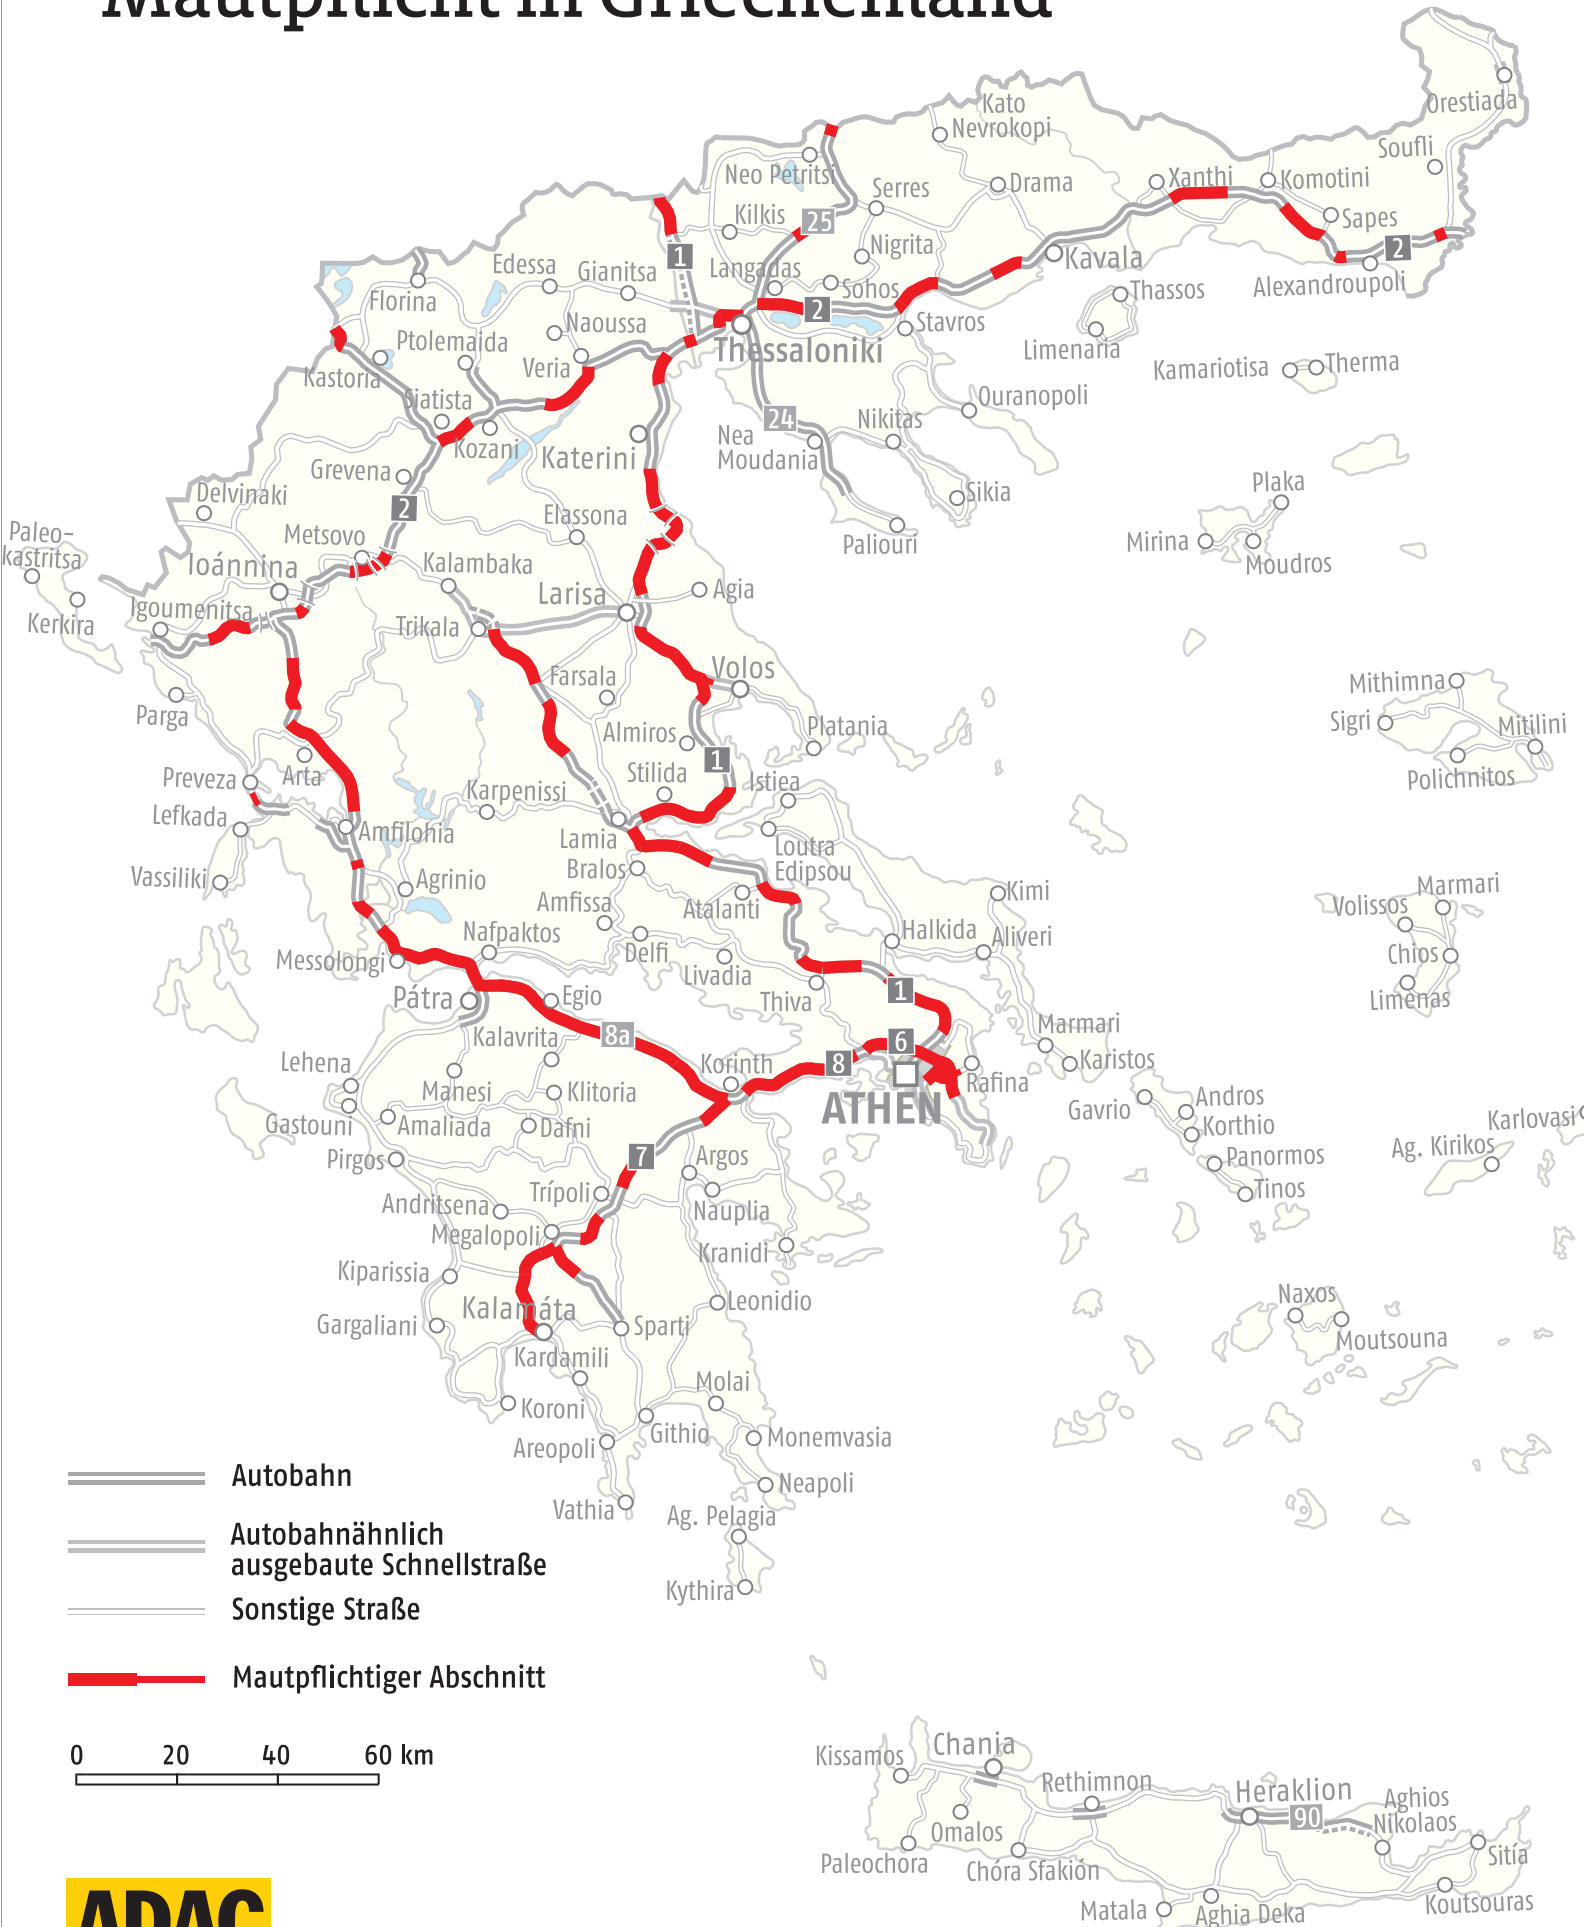 Mautpflicht in Griechenland
Orestiada
Kato
Nevrokopi
Soufli
Neo Petritsi
Xanthi
Komotini
Drama
Serres
Kilkis
25
Sapes
Nigrita
1
2
Edessa
Gianitsa
Langadas
Kavala
Alexandroupoli
Florina
Sohos
Thassos
Naoussa
2
Stavros
Ptolemaida
Thessaloniki
Limenaria
Veria
Kamariotisa
Therma
Kastoria
Siatista
Ouranopoli
24
Nikitas
Nea
Moudania
Kozani
Katerini
Grevena
Plaka
Delvinaki
Sikia
2
Elassona
Paleo-
kastritsa
Metsovo
Paliouri
Mirina
Moudros
Ioánnina
Kalambaka
Larisa
Agia
Igoumenitsa
Kerkira
Trikala
Volos
Farsala
Mithimna
Parga
Sigri
Mitilini
Platania
Almiros
1
Preveza
Arta
Stilida
Istiea
Polichnitos
Karpenissi
Lefkada
Amfilohia
Lamia
Loutra
Edipsou
Bralos
Vassiliki
Agrinio
Kimi
Marmari
Amfissa
Atalanti
Volissos
Nafpaktos
Halkida
Aliveri
Delfi
Chios
Messolongi
Livadia
Pátra
Egio
Thiva
1
Limenas
Kalavrita
8a
6
Marmari
Lehena
Korinth
8
Karistos
Manesi
Klitoria
Rafina
ATHEN
Gavrio
Andros
Gastouni
Amaliada
Dafni
Korthio
Karlovasi
Pirgos
7
Argos
Panormos
Ag. Kirikos
Trípoli
Tinos
Andritsena
Nauplia
Megalopoli
Kranidi
Kiparissia
Naxos
Kalamáta
Leonidio
Gargaliani
Sparti
Moutsouna
Kardamili
Molai
Koroni
Githio
Monemvasia
Areopoli
Autobahn
Neapoli
Vathia
Ag. Pelagia
Autobahnähnlich
ausgebaute Schnellstraße
Kythira
Sonstige Straße
Mautpflichtiger Abschnitt
0 20 40 60 km
Kissamos
Chania
Rethimnon
Heraklion
90
Aghios
Nikolaos
Omalos
Sitía
Paleochora
Chóra Sfakión
Koutsouras
Matala
Aghia Deka
ADAC